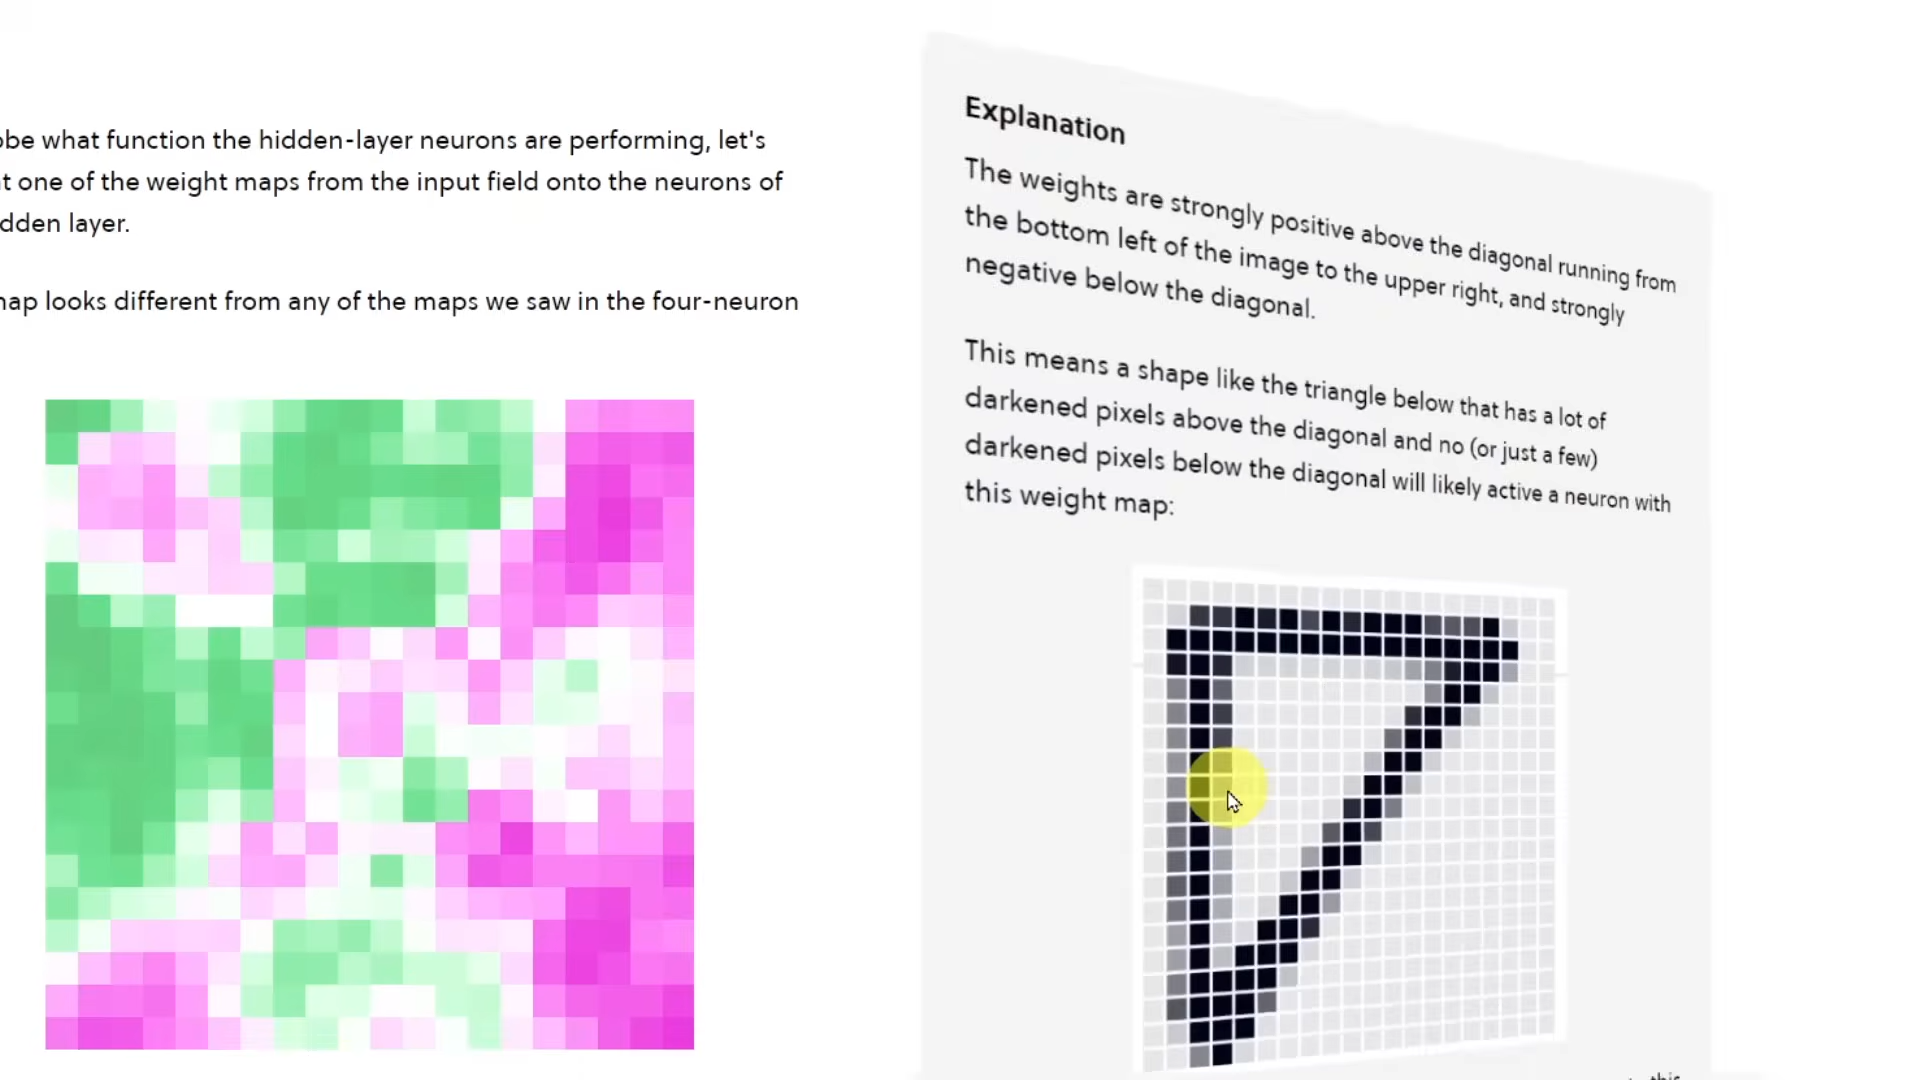 obe what function the hidden-layer neurons are performing, let's
t one of the weight maps from the input field onto the neurons of
dden layer.
map looks different from any of the maps we saw in the four-neuron
Explanation
The weights are strongly positive above the diagonal running from
the bottom left of the image to the upper right, and strongly
negative below the diagonal.
This means a shape like the triangle below that has a lot of
darkened pixels above the diagonal and no (or just a few)
darkened pixels below the diagonal will likely active a neuron with
this weight map:
this